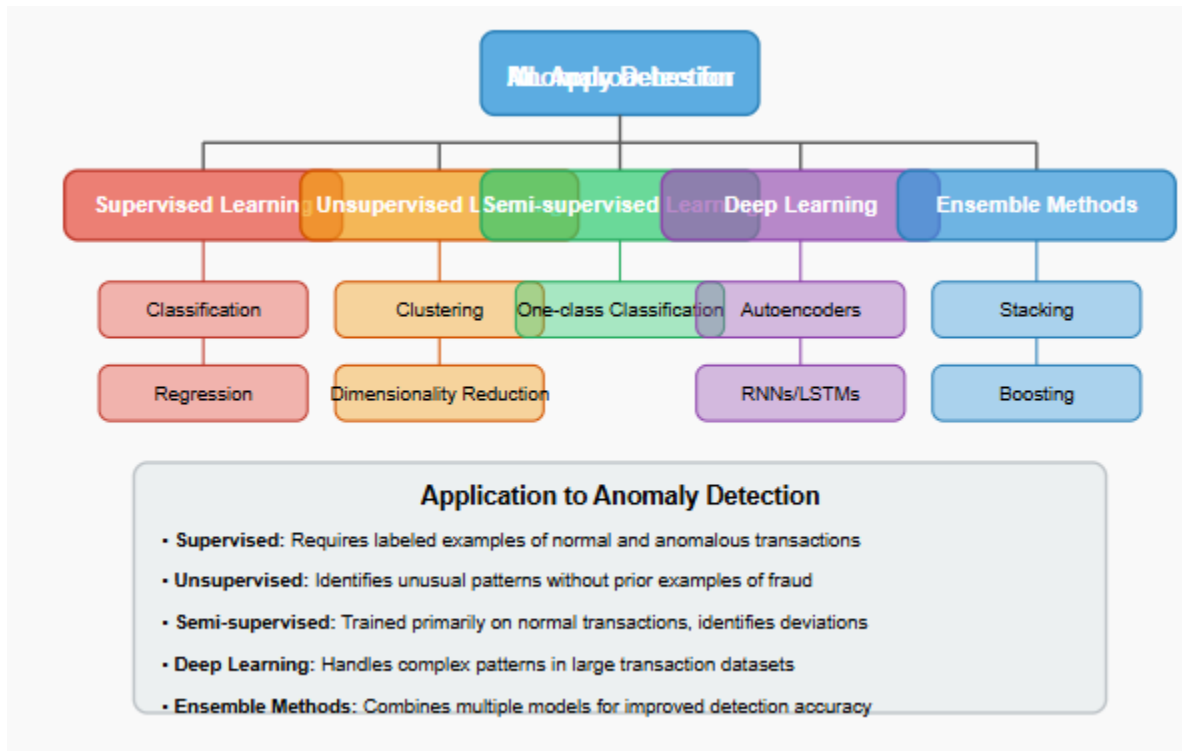 Supervised Learning
Unsupervised
Semi-supervised Learning
Deep Learning
Ensemble Methods
Classification
Clustering
One-class Classification
Autoencoders
Stacking
Regression
Dimensionality Reduction
RNNs/LSTMs
Boosting
Application to Anomaly Detection
• Supervised: Requires labeled examples of normal and anomalous transactions
• Unsupervised: Identifies unusual patterns without prior examples of fraud
• Semi-supervised: Trained primarily on normal transactions, identifies deviations
• Deep Learning: Handles complex patterns in large transaction datasets
• Ensemble Methods: Combines multiple models for improved detection accuracy